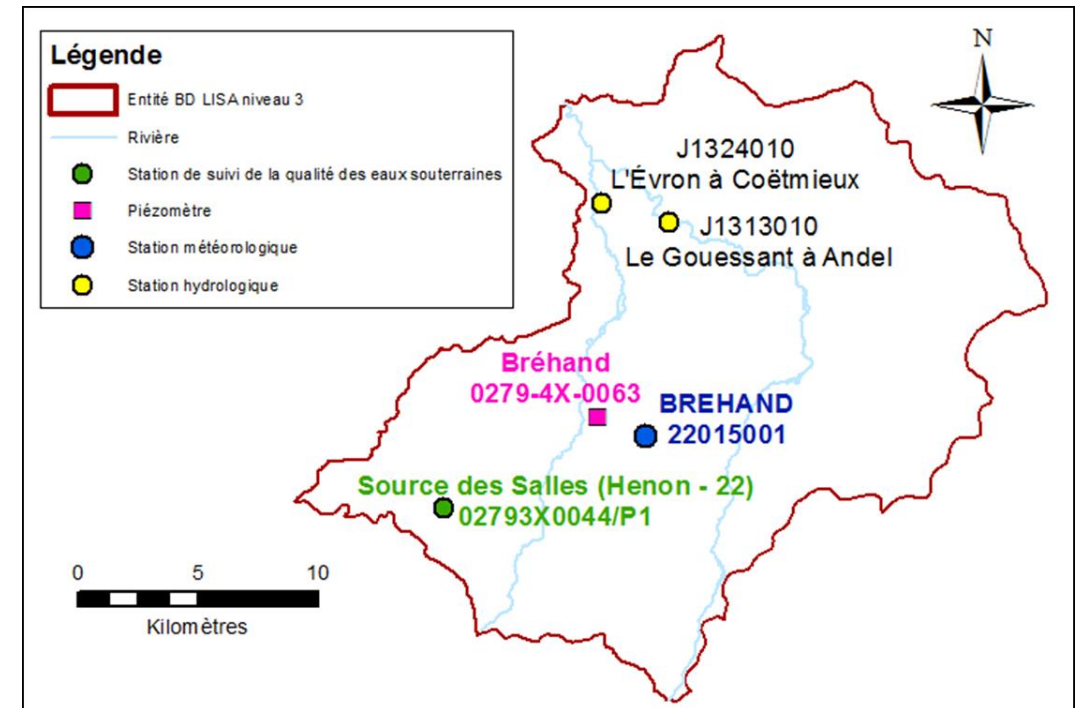 Légende
Entité BD LISA niveau 3
Rivière
Station de suivi de la qualité des eaux souterraines
Piézomètre
Station météorologique
Station hydrologique
N
J1324010
L'Évron à Coëtmieux
J1313010
Le Gouessant à Andel
Bréhand
0279-4X-0063
BREHAND
22015001
Source des Salles (Henon - 22)
02793X0044/P1
0 5 10
Kilomètres